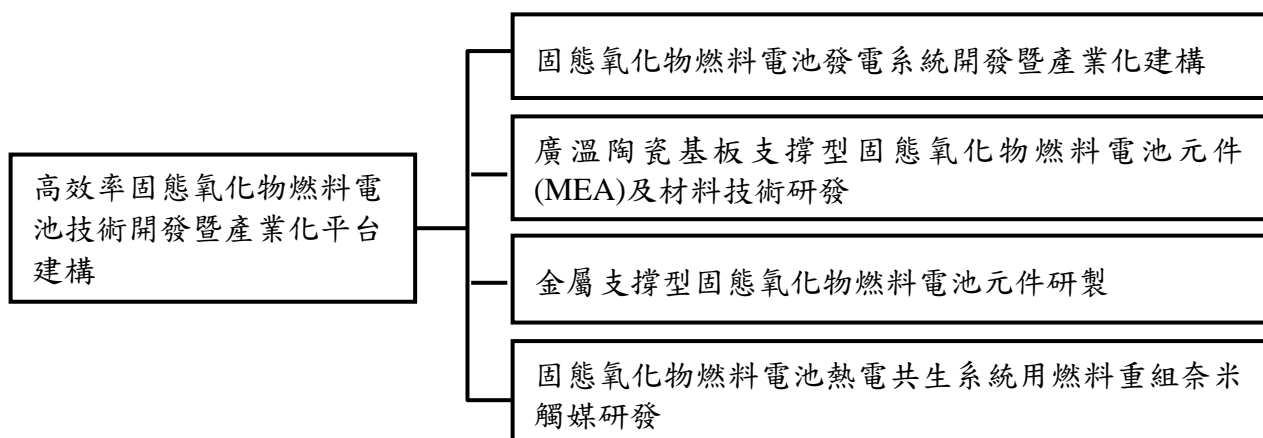 高效率固態氧化物燃料電
池技術開發暨產業化平台
建構
固態氧化物燃料電池發電系統開發暨產業化建構
廣溫陶瓷基板支撐型固態氧化物燃料電池元件
(MEA)及材料技術研發
金屬支撐型固態氧化物燃料電池元件研製
固態氧化物燃料電池熱電共生系統用燃料重組奈米
觸媒研發